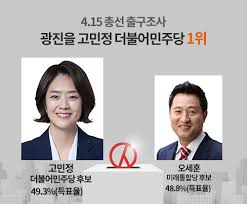 4.15 총선 출구조사
광진을 고민정 더불어민주당 1위
고민정
더불어민주당 후보
49.3%(득표율)
오세훈
미래통합당 후보
48.8%(득표율)